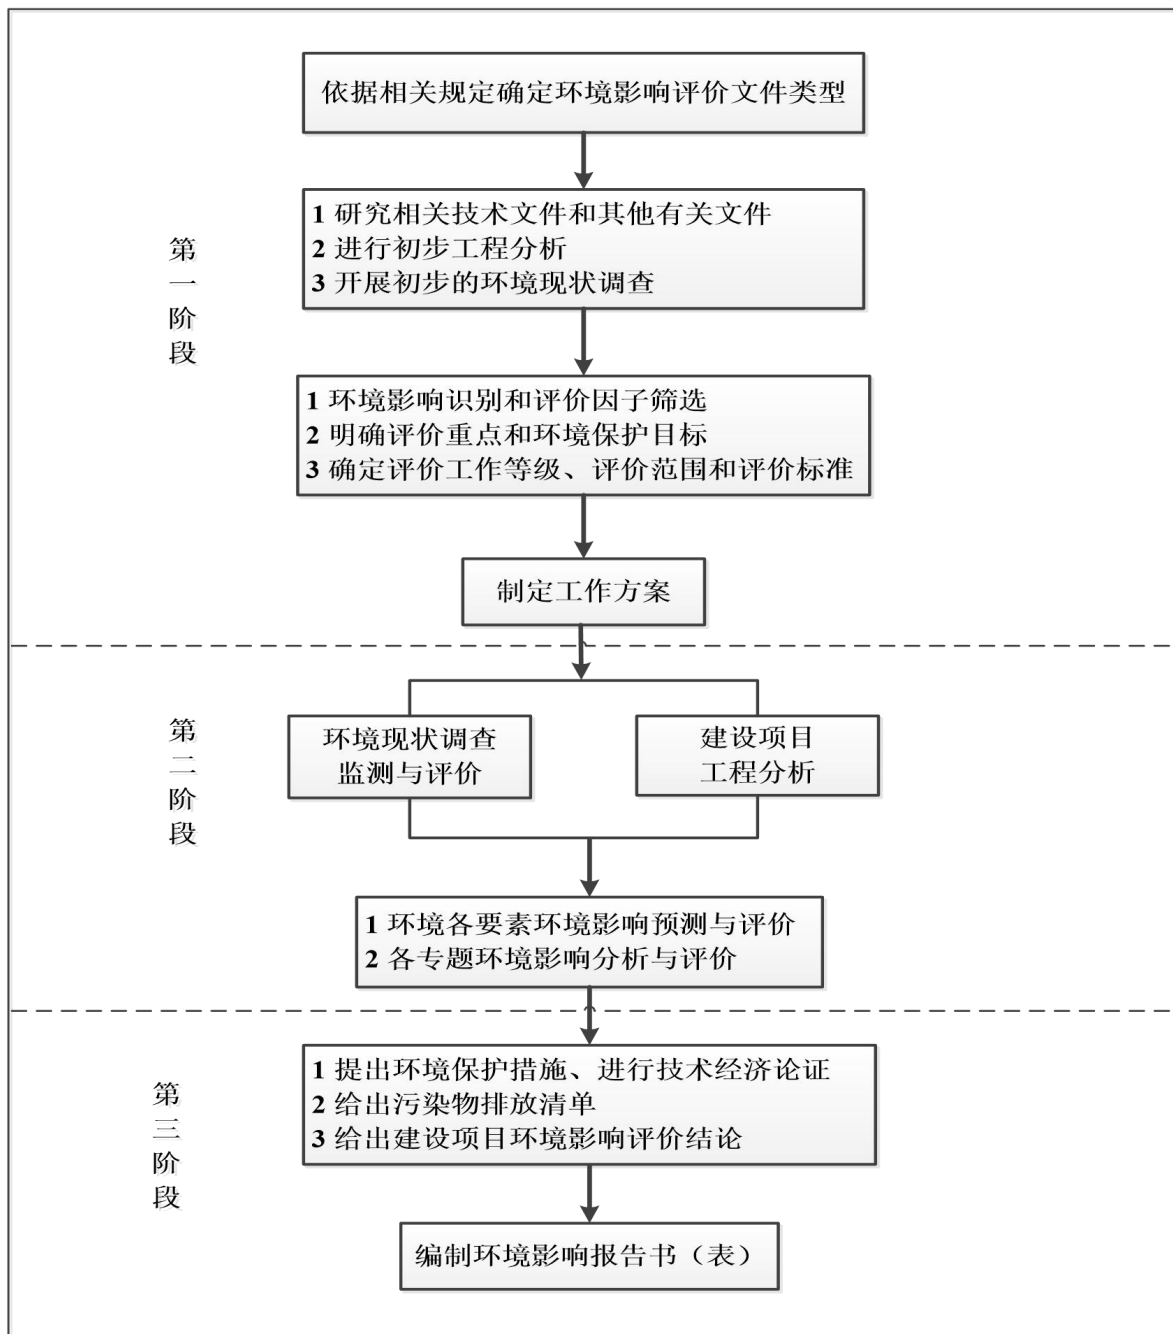 依据相关规定确定环境影响评价文件类型
1 研究相关技术文件和其他有关文件
2 进行初步工程分析
3 开展初步的环境现状调查
第一阶段
1 环境影响识别和评价因子筛选
2 明确评价重点和环境保护目标
3 确定评价工作等级、评价范围和评价标准
制定工作方案
第二阶段
环境现状调查
监测与评价
建设项目
工程分析
1 环境各要素环境影响预测与评价
2 各专题环境影响分析与评价
第三阶段
1 提出环境保护措施、进行技术经济论证
2 给出污染物排放清单
3 给出建设项目环境影响评价结论
编制环境影响报告书（表）